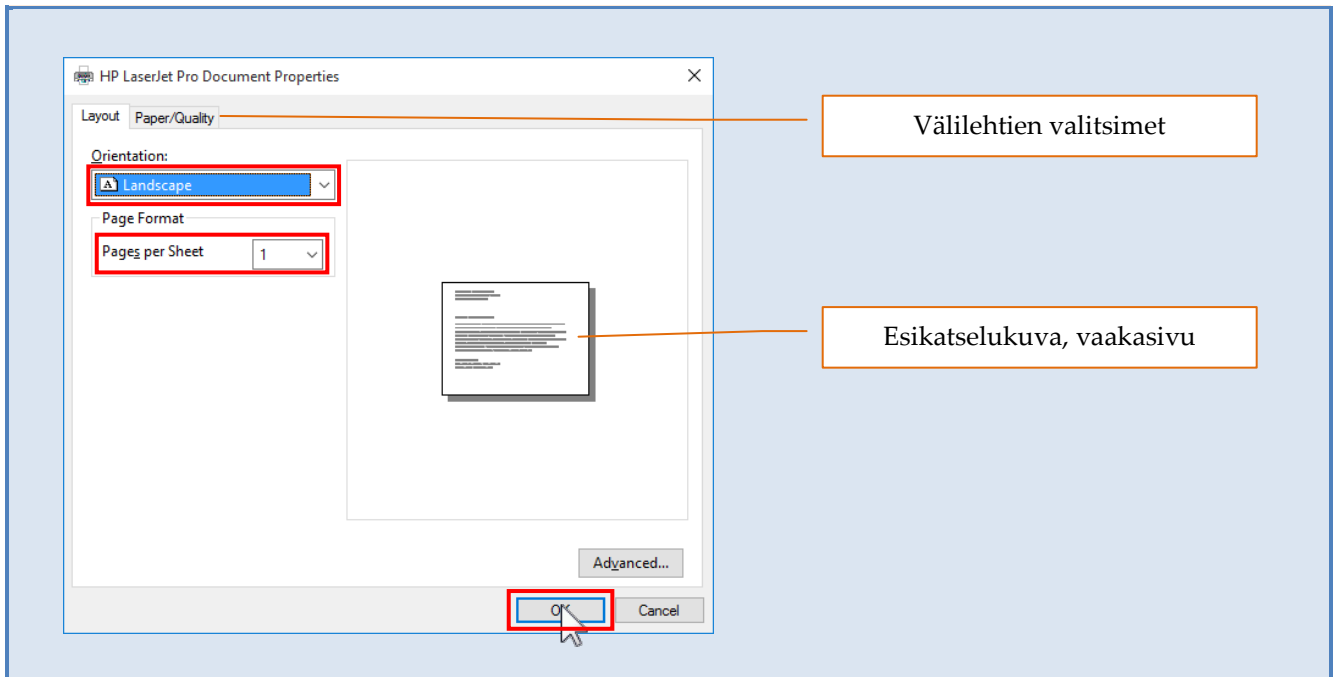 HP LaserJet Pro Document Properties
Layout Paper/Quality
Välilehtien valitsimet
Orientation:
Landscape
Page Format
Pages per Sheet 1
Esikatselukuva, vaakasivu
Advanced...
OK Cancel